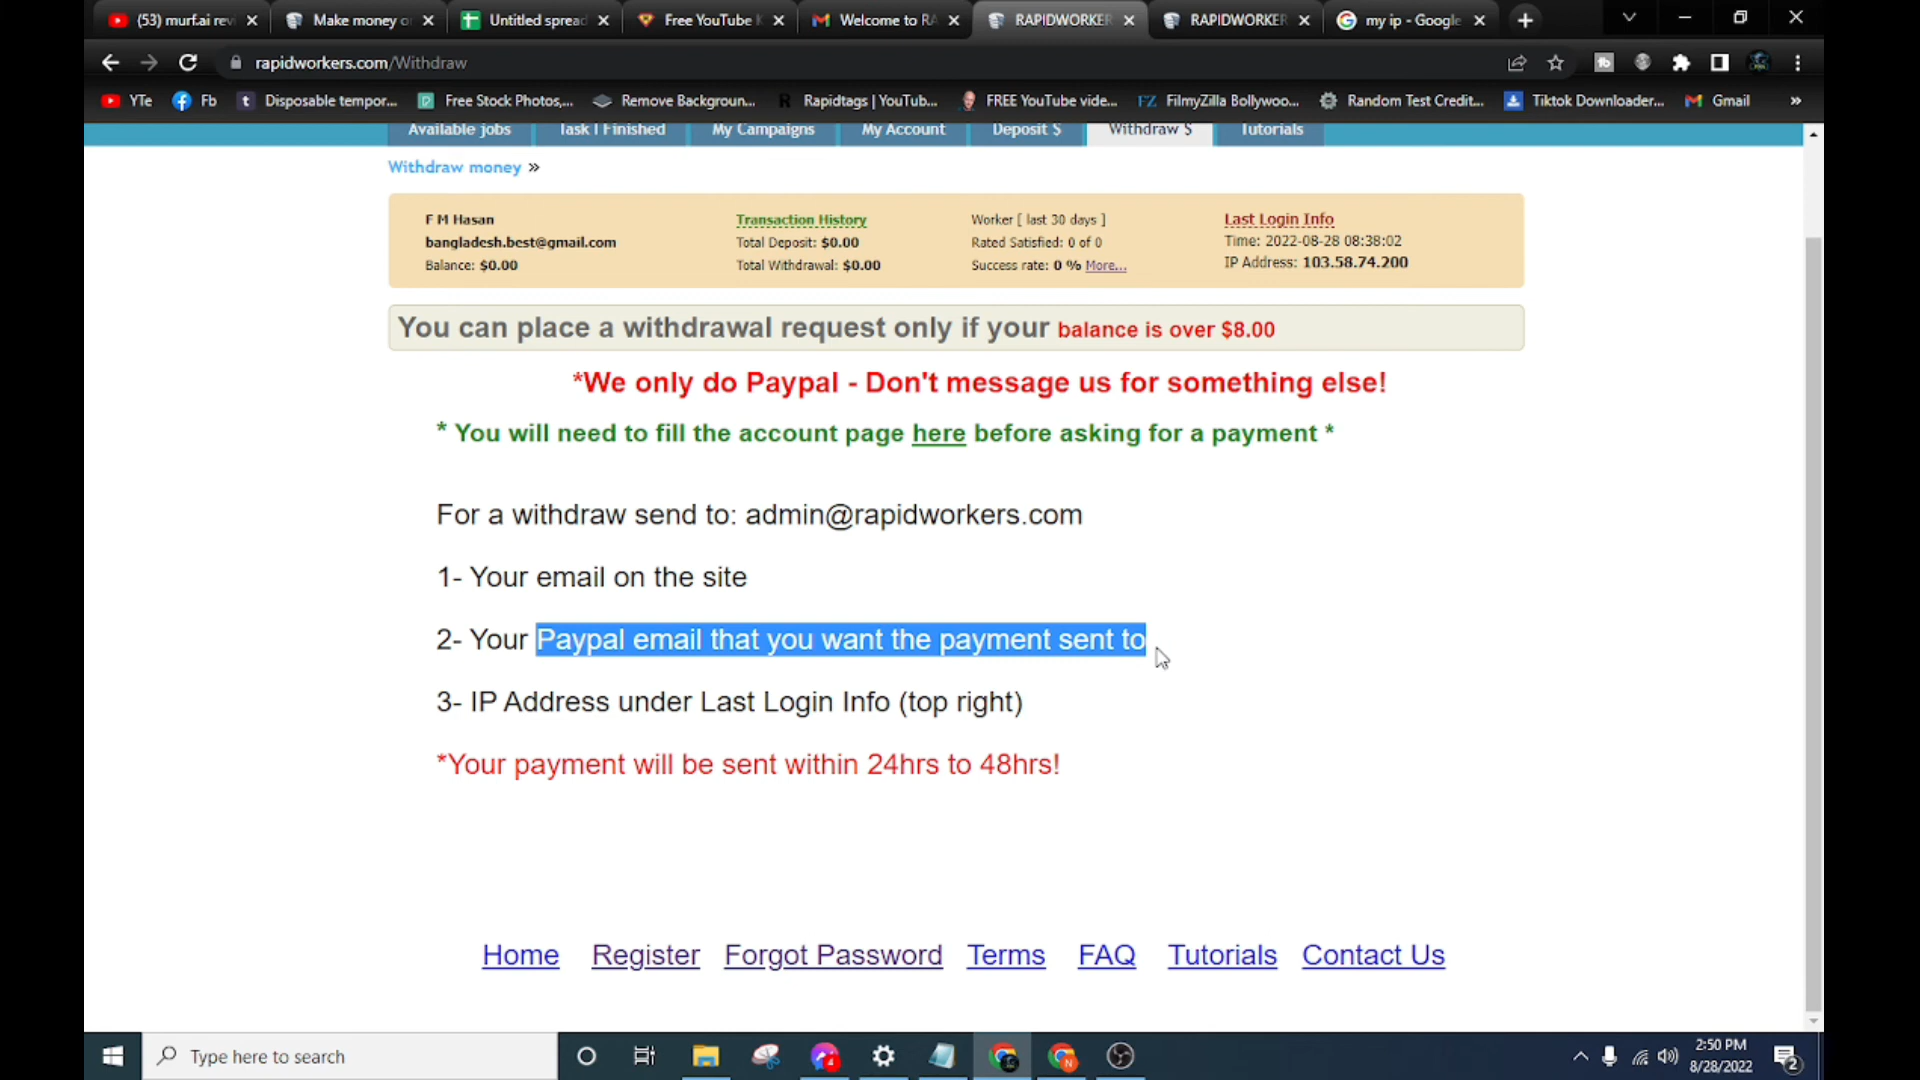 (53) murf.ai revi
Make money o
Untitled spread
Free YouTube K
Welcome to RA
RAPIDWORKER
RAPIDWORKER
my ip - Google
rapidworkers.com/Withdraw
YTe
Fb
Disposable tempor...
Free Stock Photos,...
Remove Backgroun...
Rapidtags | YouTub...
FREE YouTube vide...
FilmyZilla Bollywoo...
Random Test Credit...
Tiktok Downloader...
Gmail
»
Available jobs
Task I Finished
My Campaigns
My Account
Deposit $
Withdraw $
Tutorials
Withdraw money »
F M Hasan
bangladesh.best@gmail.com
Balance: $0.00
Transaction History
Total Deposit: $0.00
Total Withdrawal: $0.00
Worker [ last 30 days ]
Rated Satisfied: 0 of 0
Success rate: 0 % More...
Last Login Info
Time: 2022-08-28 08:38:02
IP Address: 103.58.74.200
You can place a withdrawal request only if your balance is over $8.00
*We only do Paypal - Don't message us for something else!
* You will need to fill the account page here before asking for a payment *
For a withdraw send to: admin@rapidworkers.com
1- Your email on the site
2- Your Paypal email that you want the payment sent to
3- IP Address under Last Login Info (top right)
*Your payment will be sent within 24hrs to 48hrs!
Home
Register
Forgot Password
Terms
FAQ
Tutorials
Contact Us
Type here to search
4
N
2:50 PM
8/28/2022
2